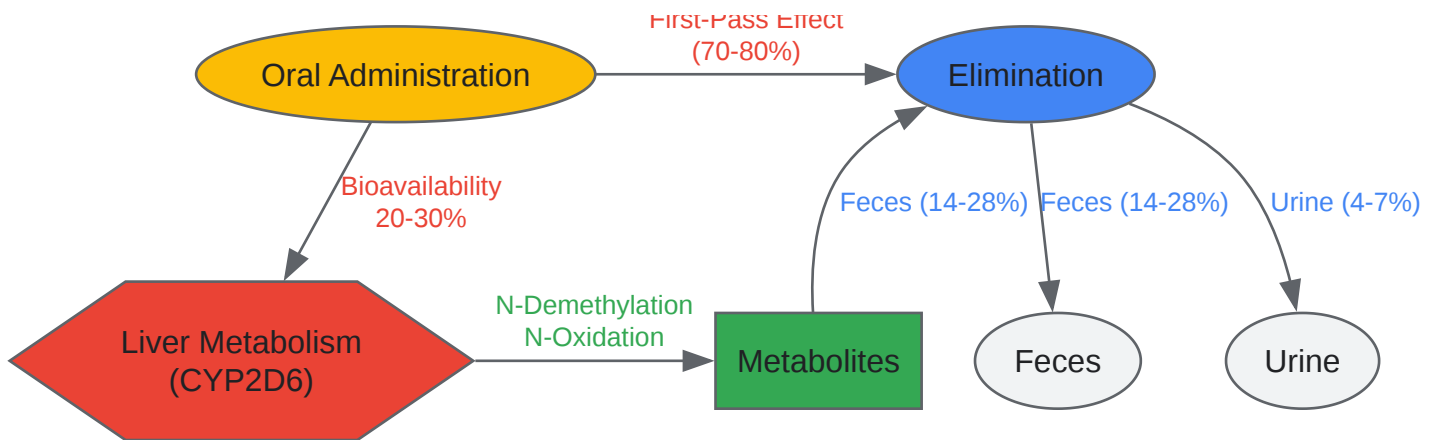 First-Pass Effect
(70-80%)
Oral Administration
Elimination
Bioavailability
20-30%
Feces (14-28%)
Feces (14-28%)
Urine (4-7%)
N-Demethylation
N-Oxidation
Liver Metabolism
(CYP2D6)
Metabolites
Feces
Urine